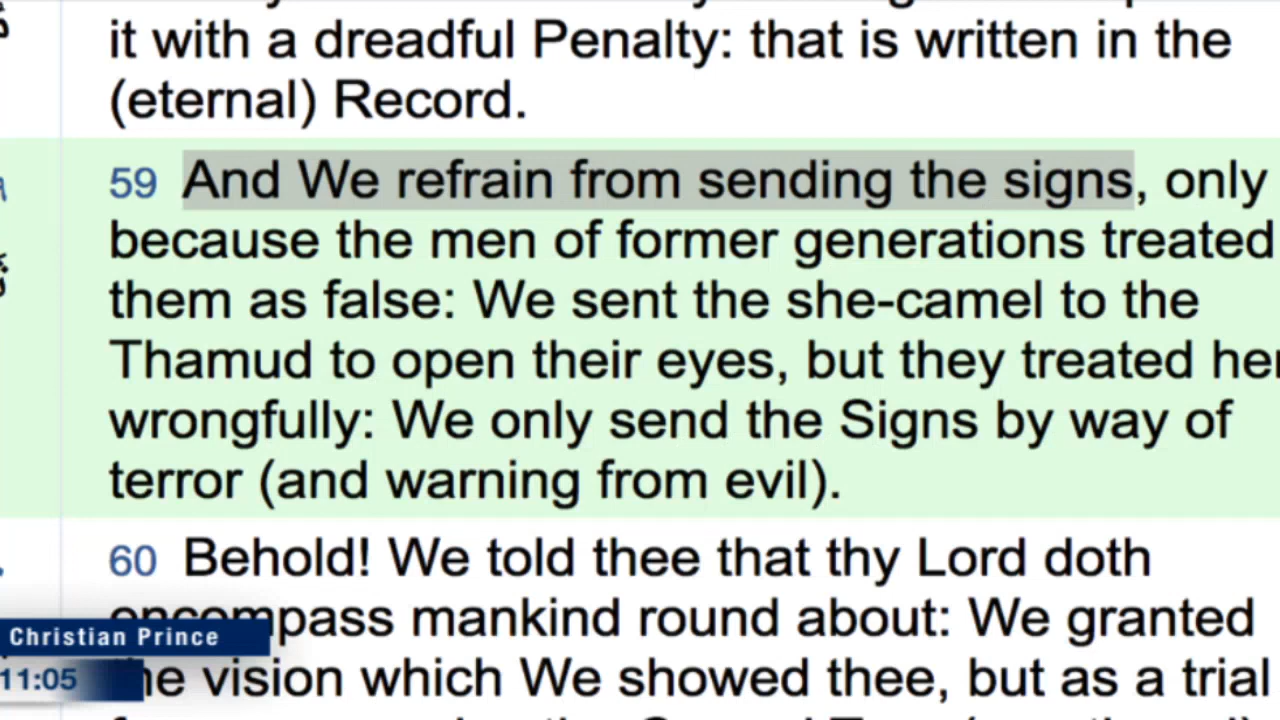 it with a dreadful Penalty: that is written in the
(eternal) Record.
59 And We refrain from sending the signs, only
because the men of former generations treated
them as false: We sent the she-camel to the
Thamud to open their eyes, but they treated her
wrongfully: We only send the Signs by way of
terror (and warning from evil).
60 Behold! We told thee that thy Lord doth
encompass mankind round about: We granted
Christian Prince
the vision which We showed thee, but as a trial
11:05